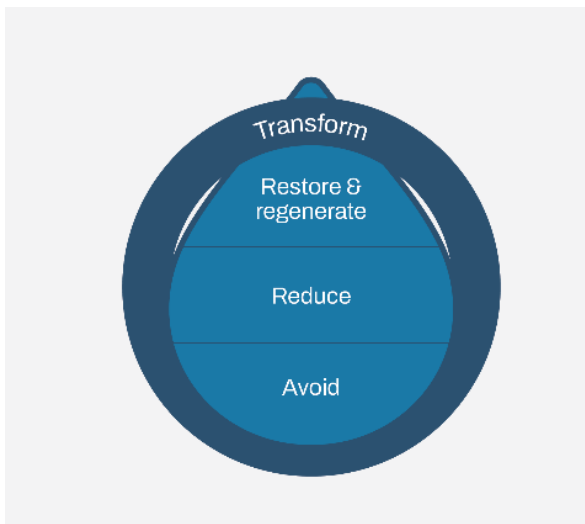 Transform
Restore &
regenerate
Reduce
Avoid